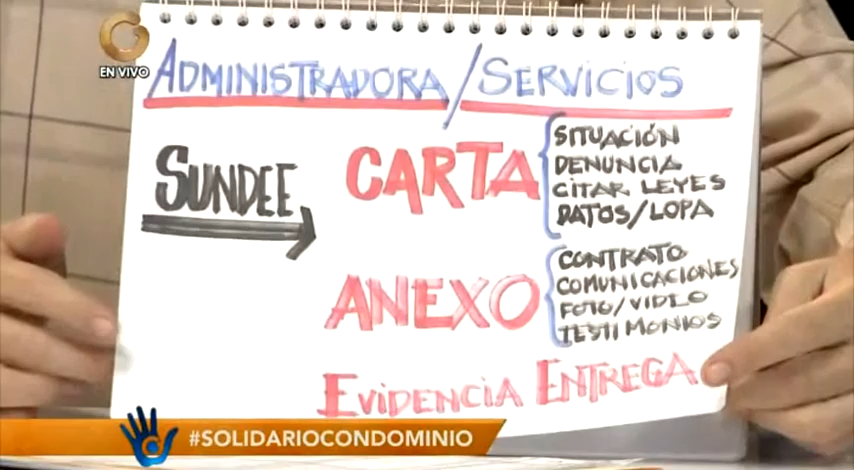 EN VIVO
ADMINISTRADORA/SERVICIOS
SUNDEE
CARTA
SITUACIÓN
DENUNCIA
CITAR LEYES
DATOS/LOPA
ANEXO
CONTRATO
COMUNICACIONES
FOTO/VIDEO
TESTIMONIOS
EVIDENCIA ENTREGA
#SOLIDARIOCONDOMINIO